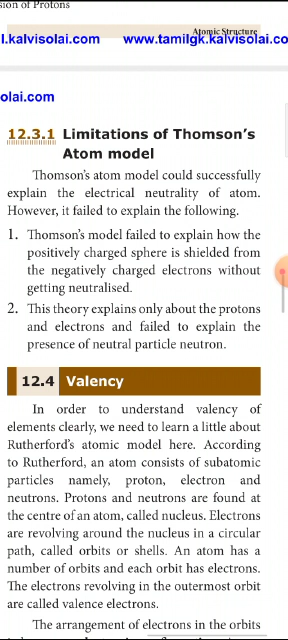 sion of Protons
Atomic Structure
l.kalvisolai.com www.tamilgk.kalvisolai.co
olai.com
12.3.1 Limitations of Thomson's
Atom model
Thomson's atom model could successfully
explain the electrical neutrality of atom.
However, it failed to explain the following.
1. Thomson's model failed to explain how the
positively charged sphere is shielded from
the negatively charged electrons without
getting neutralised.
2. This theory explains only about the protons
and electrons and failed to explain the
presence of neutral particle neutron.
12.4 Valency
In order to understand valency of
elements clearly, we need to learn a little about
Rutherford's atomic model here. According
to Rutherford, an atom consists of subatomic
particles namely, proton, electron and
neutrons. Protons and neutrons are found at
the centre of an atom, called nucleus. Electrons
are revolving around the nucleus in a circular
path, called orbits or shells. An atom has a
number of orbits and each orbit has electrons.
The electrons revolving in the outermost orbit
are called valence electrons.
The arrangement of electrons in the orbits